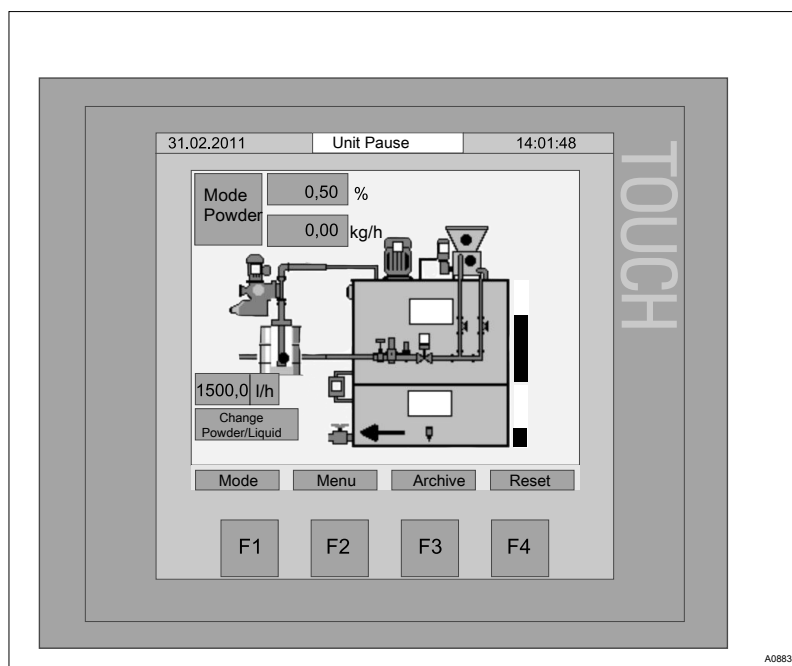 31.02.2011 Unit Pause 14:01:48
Mode
Powder
0,50 %
0,00 kg/h
1500,0 l/h
Change
Powder/Liquid
Mode Menu Archive Reset
F1 F2 F3 F4
TOUCH
A0883